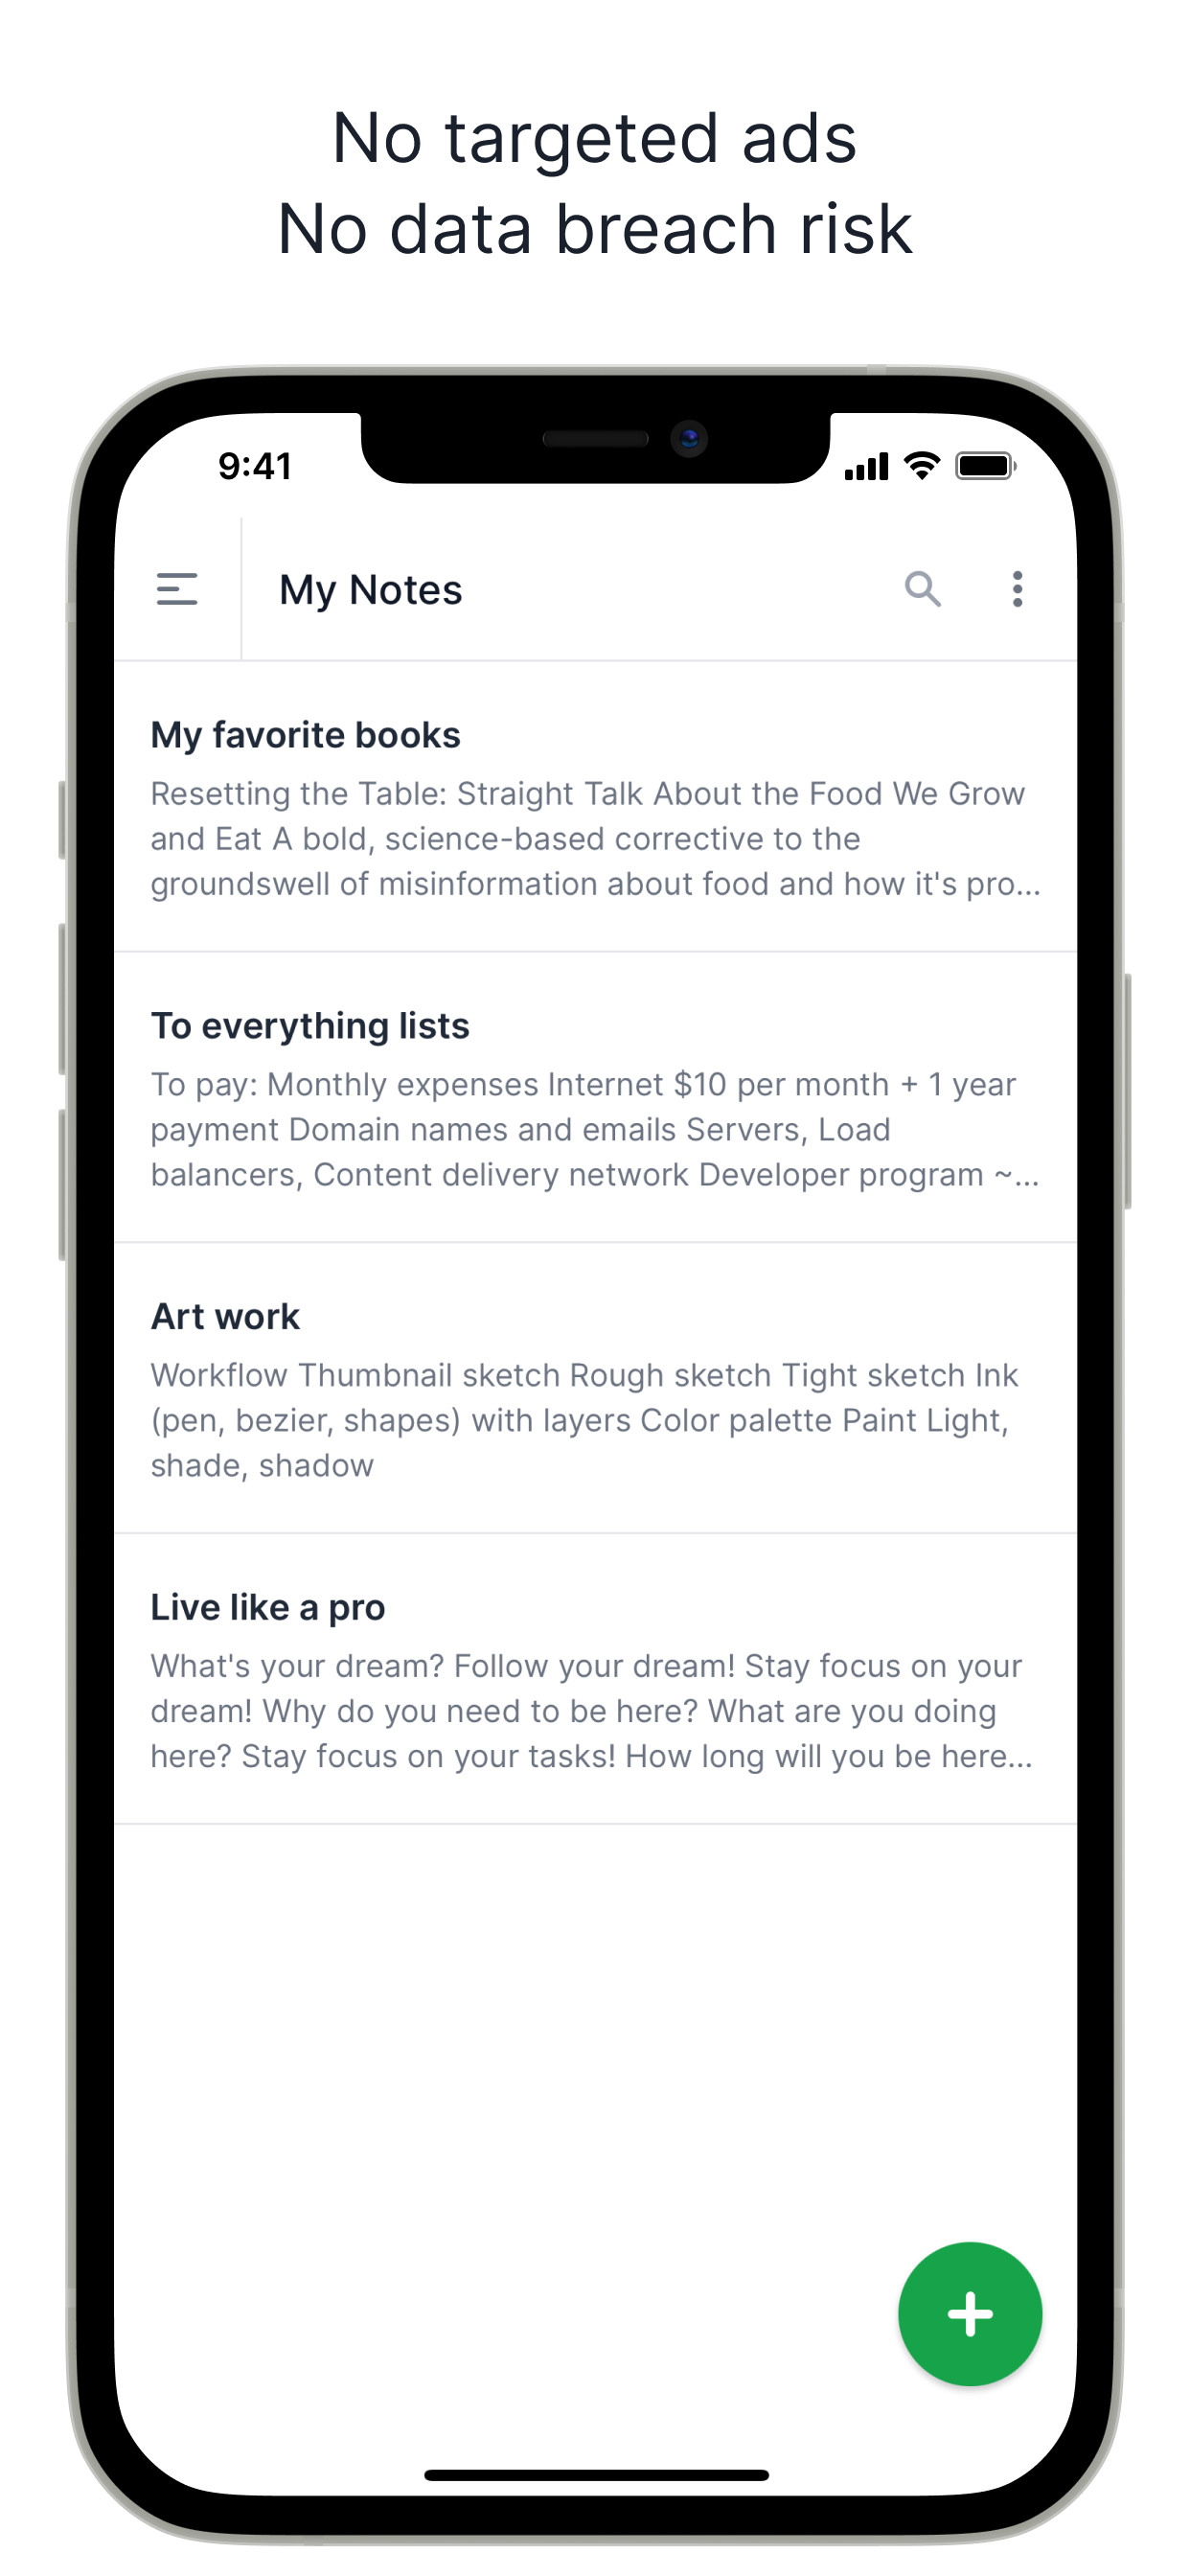 No targeted ads
No data breach risk
9:41
My Notes
My favorite books
Resetting the Table: Straight Talk About the Food We Grow
and Eat A bold, science-based corrective to the
groundswell of misinformation about food and how it's pro...
To everything lists
To pay: Monthly expenses Internet $10 per month + 1 year
payment Domain names and emails Servers, Load
balancers, Content delivery network Developer program ~...
Art work
Workflow Thumbnail sketch Rough sketch Tight sketch Ink
(pen, bezier, shapes) with layers Color palette Paint Light,
shade, shadow
Live like a pro
What's your dream? Follow your dream! Stay focus on your
dream! Why do you need to be here? What are you doing
here? Stay focus on your tasks! How long will you be here...